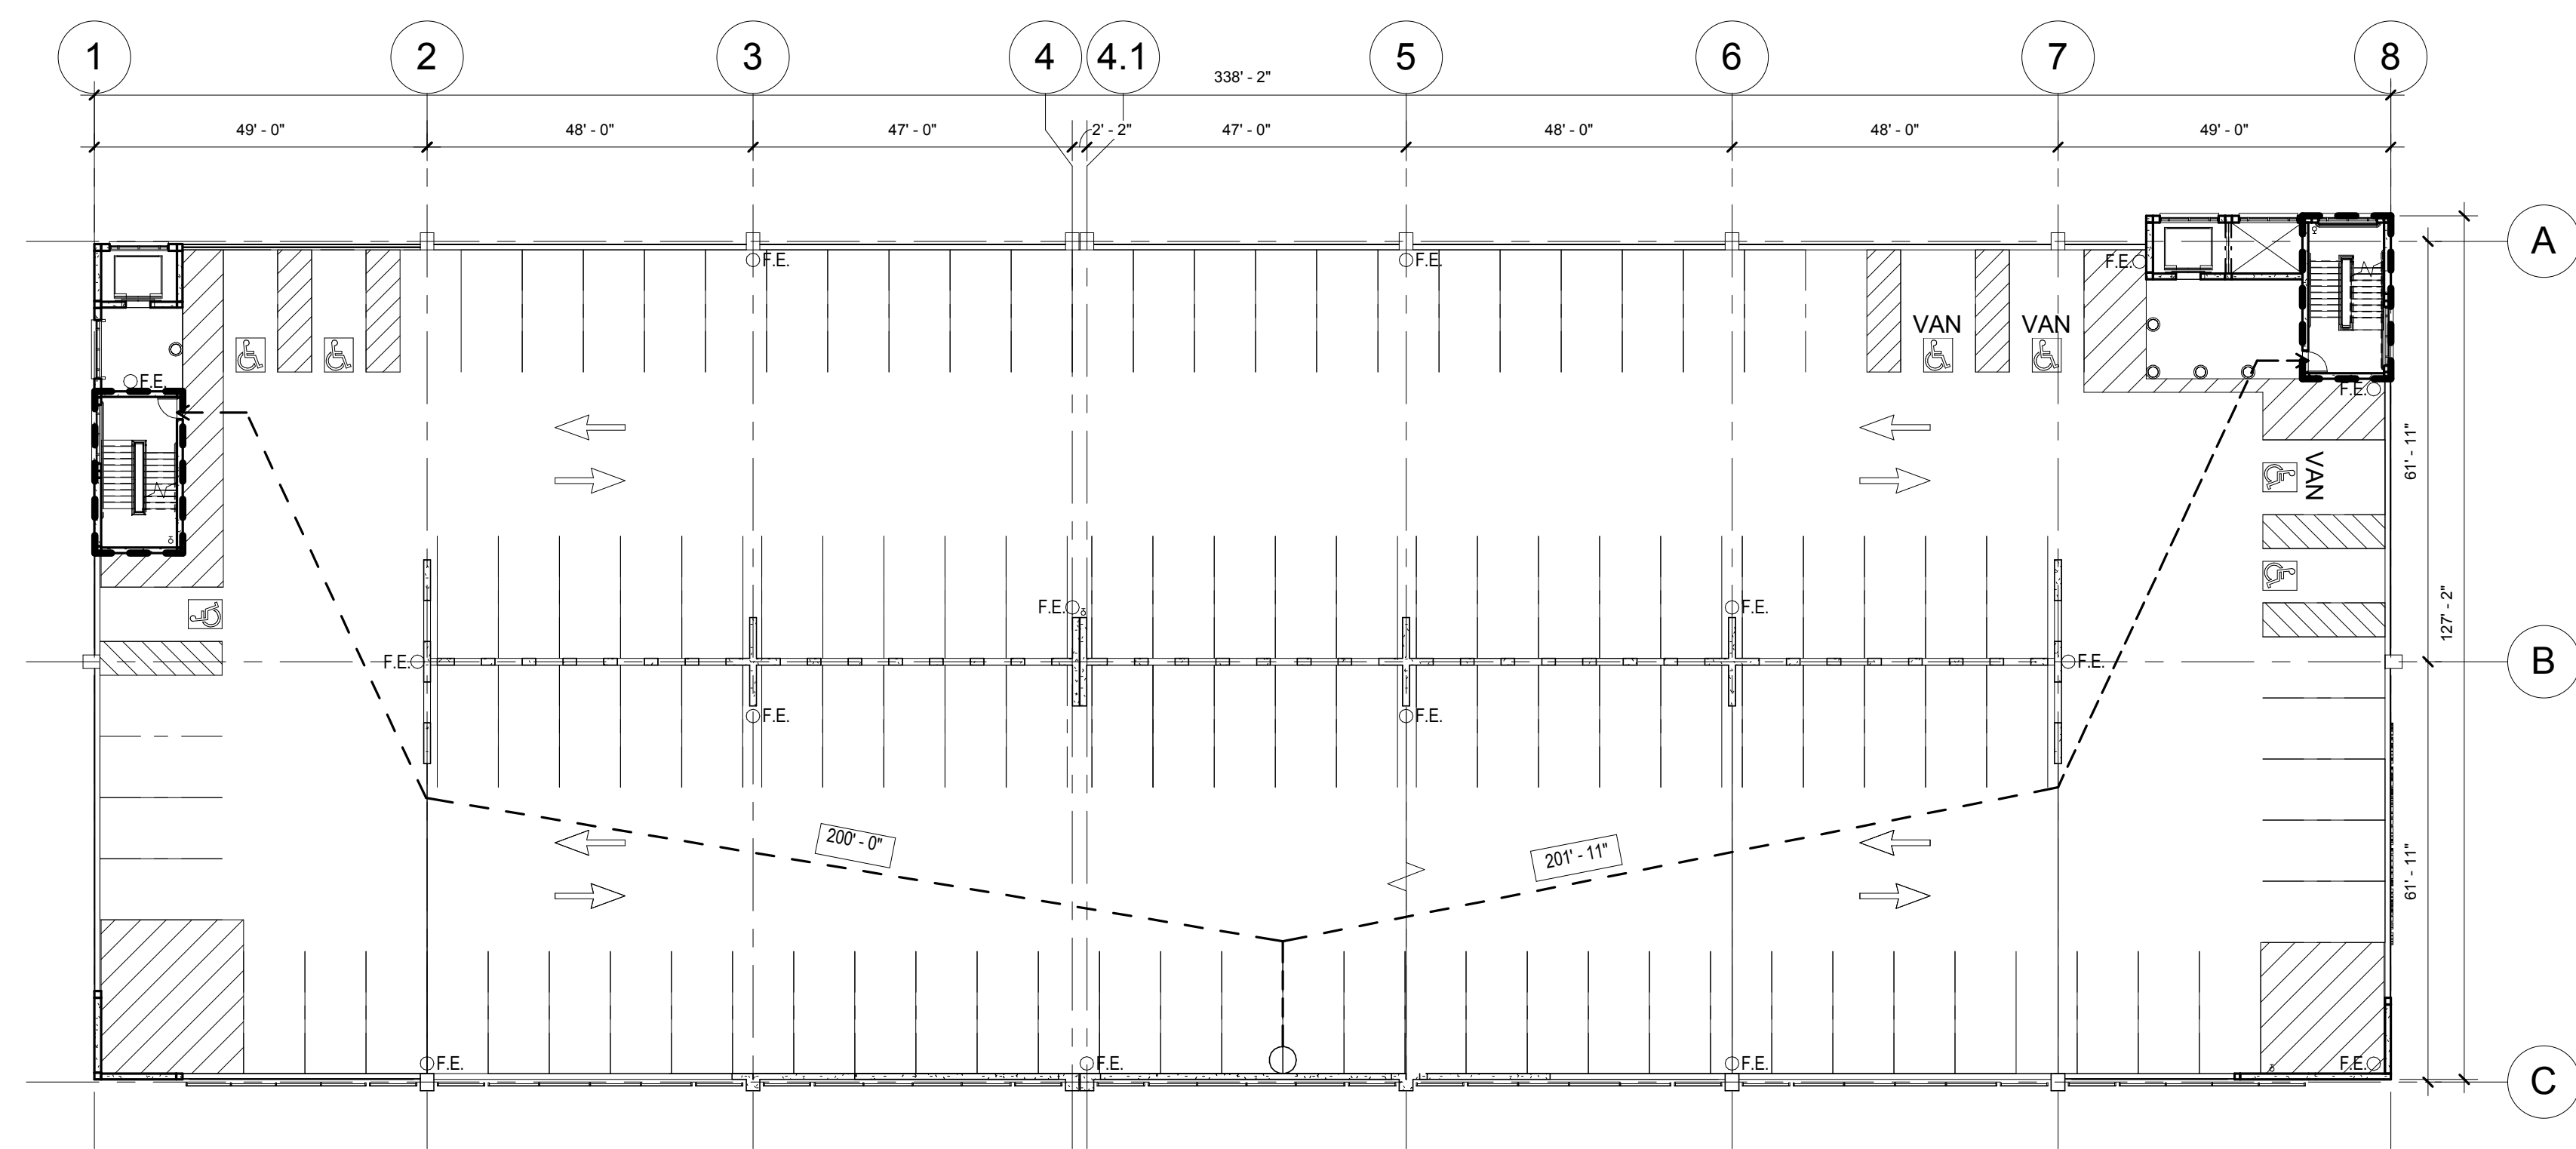 1 2 3 4 4.1 5 6 7 8
338' - 2"
49' - 0" 48' - 0" 47' - 0" 2' - 2" 47' - 0" 48' - 0" 48' - 0" 49' - 0"
A
F.E. F.E. F.E.
VAN VAN
F.E. F.E.
61' - 11"
VAN
F.E. F.E.
127' - 2"
F.E. F.E. B
F.E. F.E.
200' - 0" 201' - 11" 61' - 11"
F.E. F.E. F.E. F.E.
C